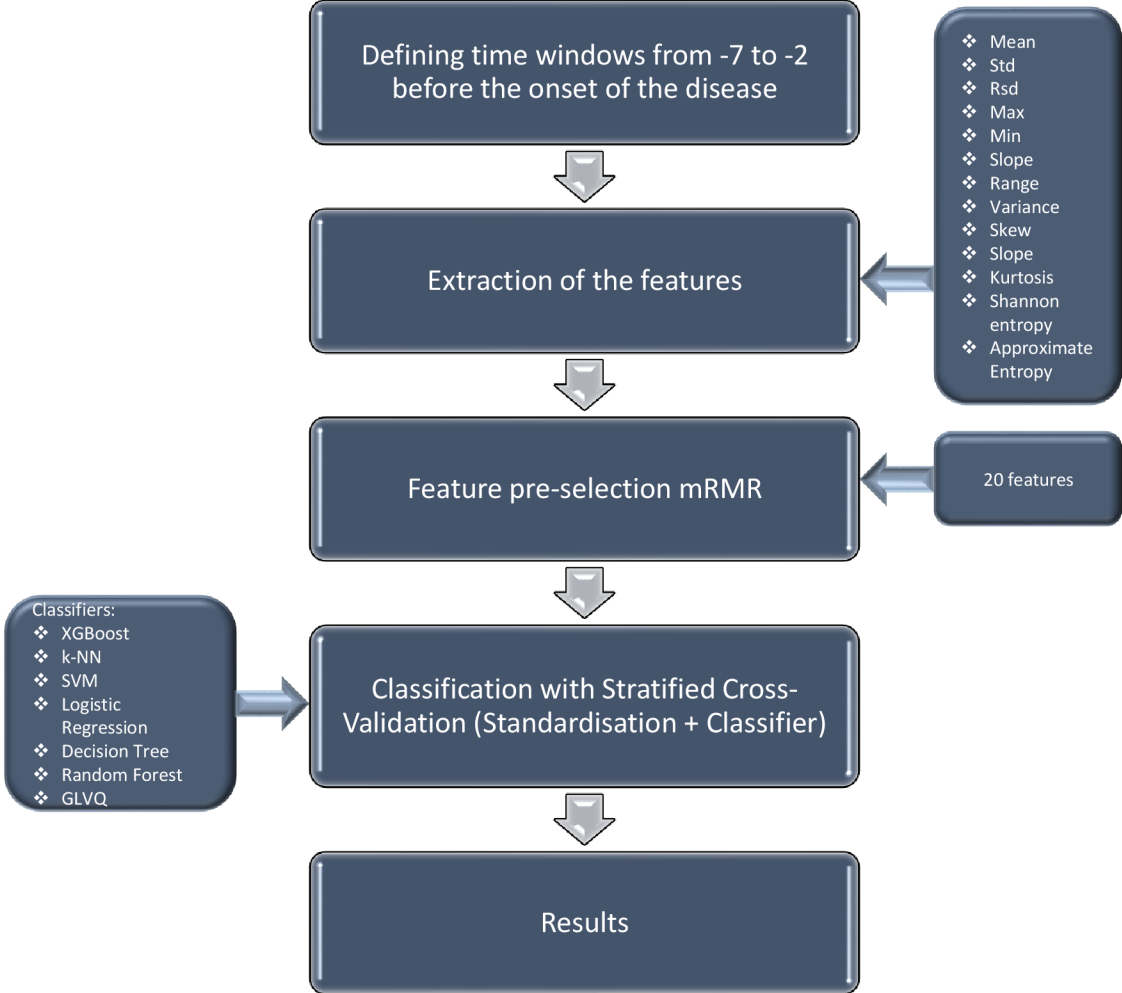 Defining time windows from -7 to -2
before the onset of the disease
❖ Mean
❖ Std
❖ Rsd
❖ Max
❖ Min
❖ Slope
❖ Range
❖ Variance
❖ Skew
❖ Slope
❖ Kurtosis
❖ Shannon
entropy
❖ Approximate
Entropy
Extraction of the features
Feature pre-selection mRMR
20 features
Classifiers:
❖ XGBoost
❖ k-NN
❖ SVM
❖ Logistic
Regression
❖ Decision Tree
❖ Random Forest
❖ GLVQ
Classification with Stratified Cross-
Validation (Standardisation + Classifier)
Results